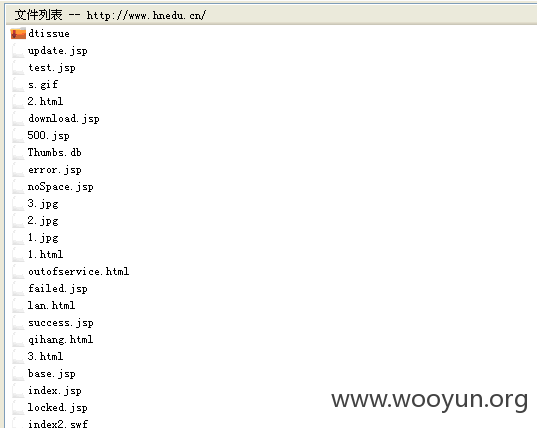 文件列表 -- http://www.hnedu.cn/
dtissue
update.jsp
test.jsp
s.gif
2.html
download.jsp
500.jsp
Thumbs.db
error.jsp
noSpace.jsp
3.jpg
2.jpg
1.jpg
1.html
outofservice.html
failed.jsp
lan.html
success.jsp
qihang.html
3.html
base.jsp
index.jsp
locked.jsp
index2.swf
www.wooyun.org